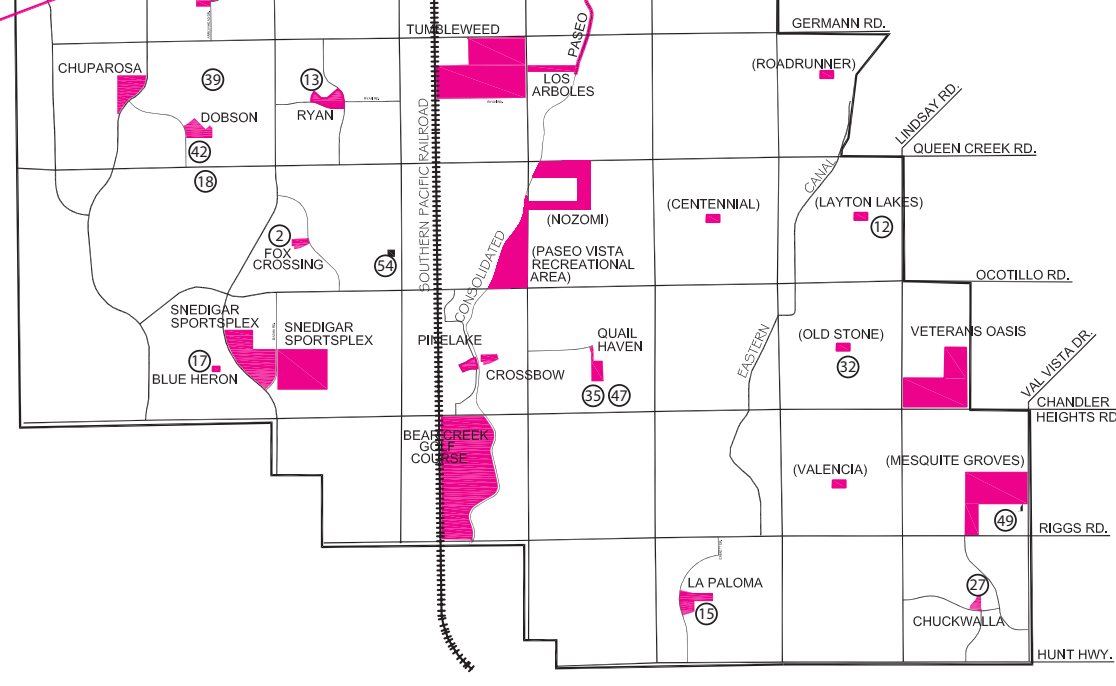 GERMANN RD.
TUMBLEWEED
PASEO
CHUPAROSA
(ROADRUNNER)
39
13
LOS
ARBOLES
DOBSON
RYAN
LINDSAY RD.
42
QUEEN CREEK RD.
18
SOUTHERN PACIFIC RAILROAD
CANAL
(CENTENNIAL)
(LAYTON LAKES)
(NOZOMI)
12
2
FOX
CROSSING
54
CONSOLIDATED
(PASEO VISTA
RECREATIONAL
AREA)
OCOTILLO RD.
SNEDIGAR
SPORTSPLEX
SNEDIGAR
SPORTSPLEX
PINELAKE
QUAIL
HAVEN
EASTERN
(OLD STONE)
VETERANS OASIS
VAL VISTA DR.
17
BLUE HERON
CROSSBOW
32
35
47
CHANDLER
HEIGHTS RD
BEAR CREEK
GOLF
COURSE
(VALENCIA)
(MESQUITE GROVES)
49
RIGGS RD.
LA PALOMA
15
27
CHUCKWALLA
HUNT HWY.